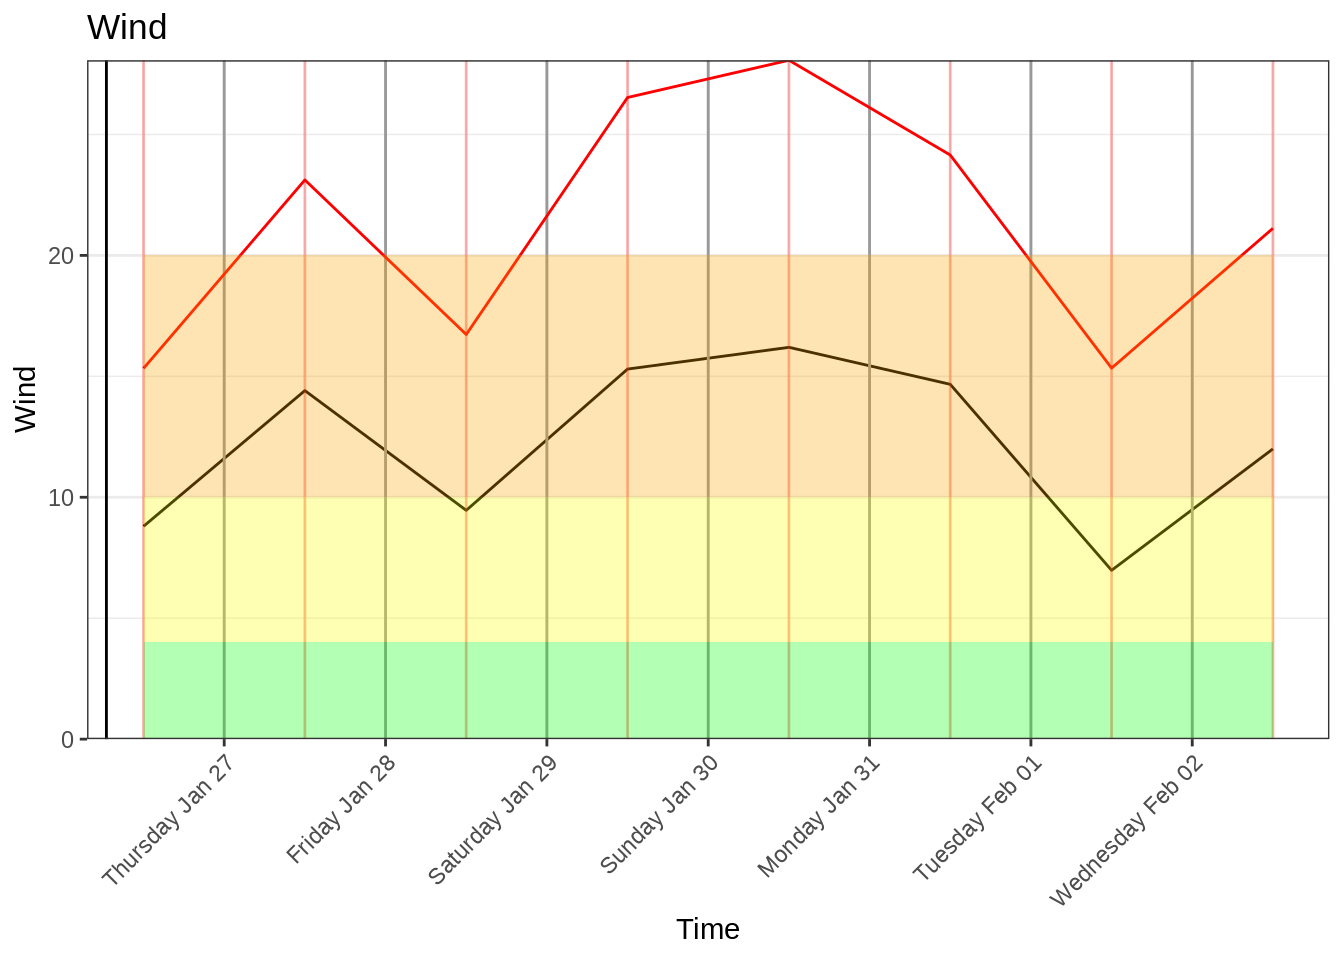 Wind
Wind
20
10
0
Thursday Jan 27
Friday Jan 28
Saturday Jan 29
Sunday Jan 30
Monday Jan 31
Tuesday Feb 01
Wednesday Feb 02
Time